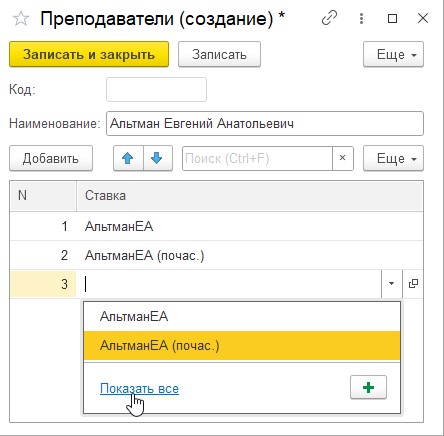 Преподаватели (создание) *
Записать и закрыть Записать Еще
Код:
Наименование: Альтман Евгений Анатольевич
Добавить Поиск (Ctrl+F) × Еще
N Ставка
1 АльтманЕА
2 АльтманЕА (почас.)
3
АльтманЕА
АльтманЕА (почас.)
Показать все